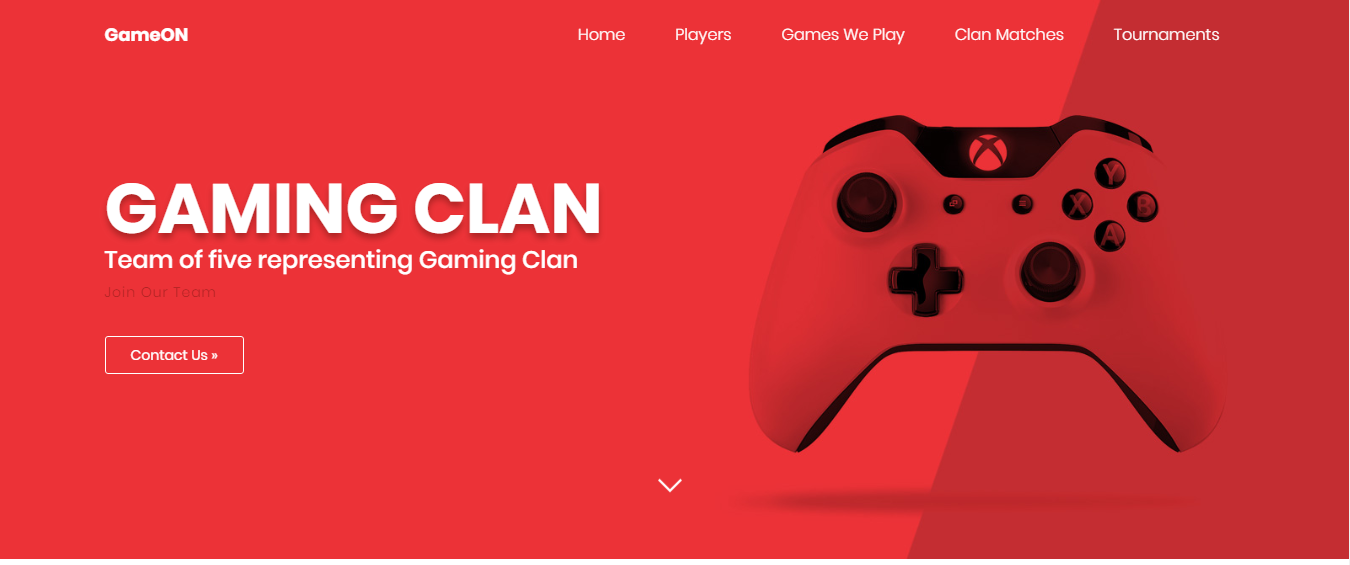 GameON
Home Players Games We Play Clan Matches Tournaments
GAMING CLAN
Team of five representing Gaming Clan
Join Our Team
Contact Us »
Y
X B
A